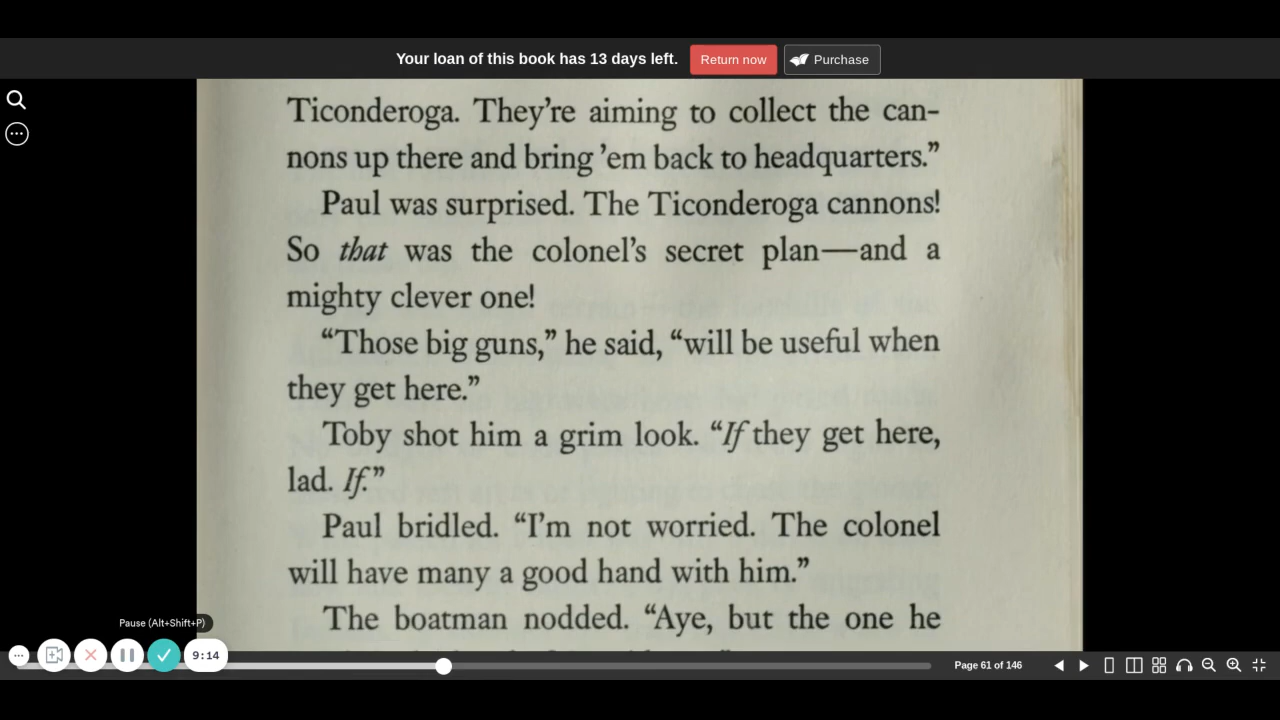 Your loan of this book has 13 days left. Return now Purchase
Ticonderoga. They're aiming to collect the can-
nons up there and bring 'em back to headquarters."
Paul was surprised. The Ticonderoga cannons!
So that was the colonel's secret plan—and a
mighty clever one!
"Those big guns," he said, "will be useful when
they get here."
Toby shot him a grim look. "If they get here,
lad. If."
Paul bridled. "I'm not worried. The colonel
will have many a good hand with him."
The boatman nodded. "Aye, but the one he
Pause (Alt+Shift+P)
9:14
Page 61 of 146